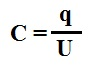 C = q/U